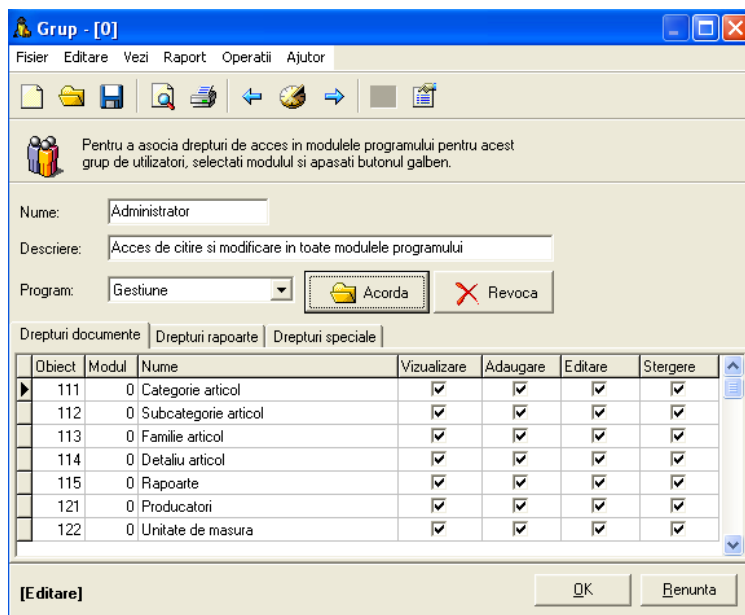 Grup - [0]
Fisier Editare Vezi Raport Operatii Ajutor
Pentru a asocia drepturi de acces in modulele programului pentru acest
grup de utilizatori, selectati modulul si apasati butonul galben.
Nume: Administrator
Descriere: Acces de citire si modificare in toate modulele programului
Program: Gestiune Acorda Revoca
Drepturi documente Drepturi rapoarte Drepturi speciale
Obiect Modul Nume Vizualizare Adaugare Editare Stergere
111 0 Categorie articol
112 0 Subcategorie articol
113 0 Familie articol
114 0 Detaliu articol
115 0 Rapoarte
121 0 Producatori
122 0 Unitate de masura
[Editare] OK Renunta